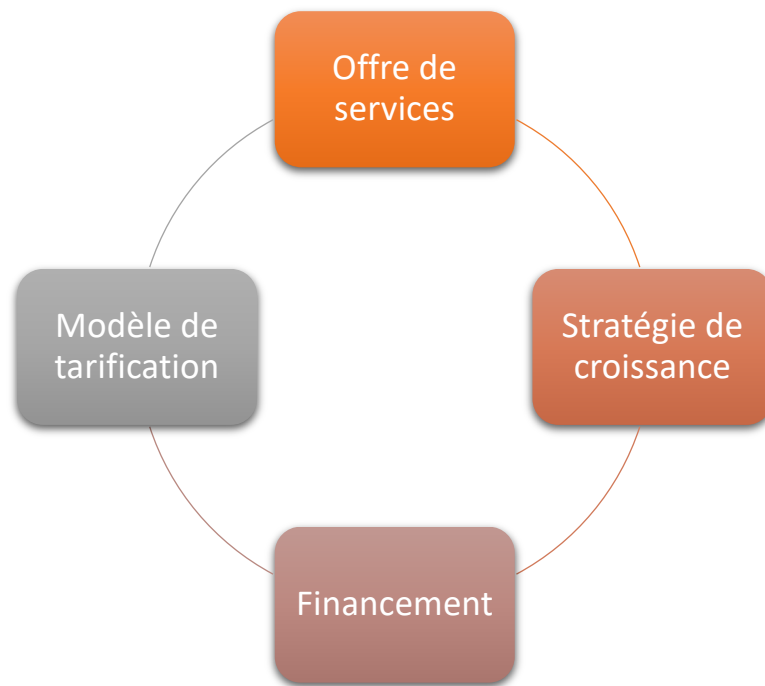 Offre de
services
Modèle de
tarification
Stratégie de
croissance
Financement